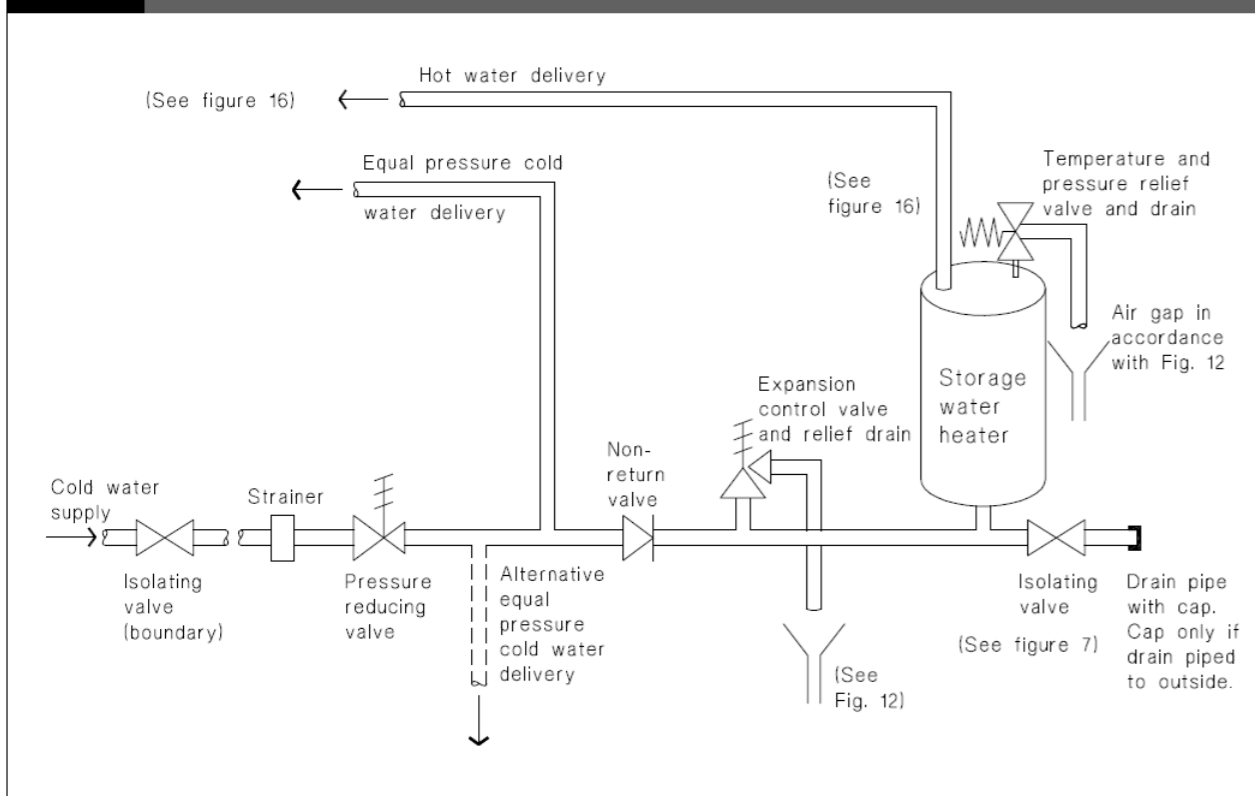 Hot water delivery
(See figure 16)
Equal pressure cold
water delivery
(See
figure 16)
Temperature and
pressure relief
valve and drain
Air gap in
accordance
with Fig. 12
Storage
water
heater
Expansion
control valve
and relief drain
Non-
return
valve
Cold water
supply
Strainer
Isolating
valve
(boundary)
Pressure
reducing
valve
Alternative
equal
pressure
cold water
delivery
(See
Fig. 12)
Isolating
valve
(See figure 7)
Drain pipe
with cap.
Cap only if
drain piped
to outside.